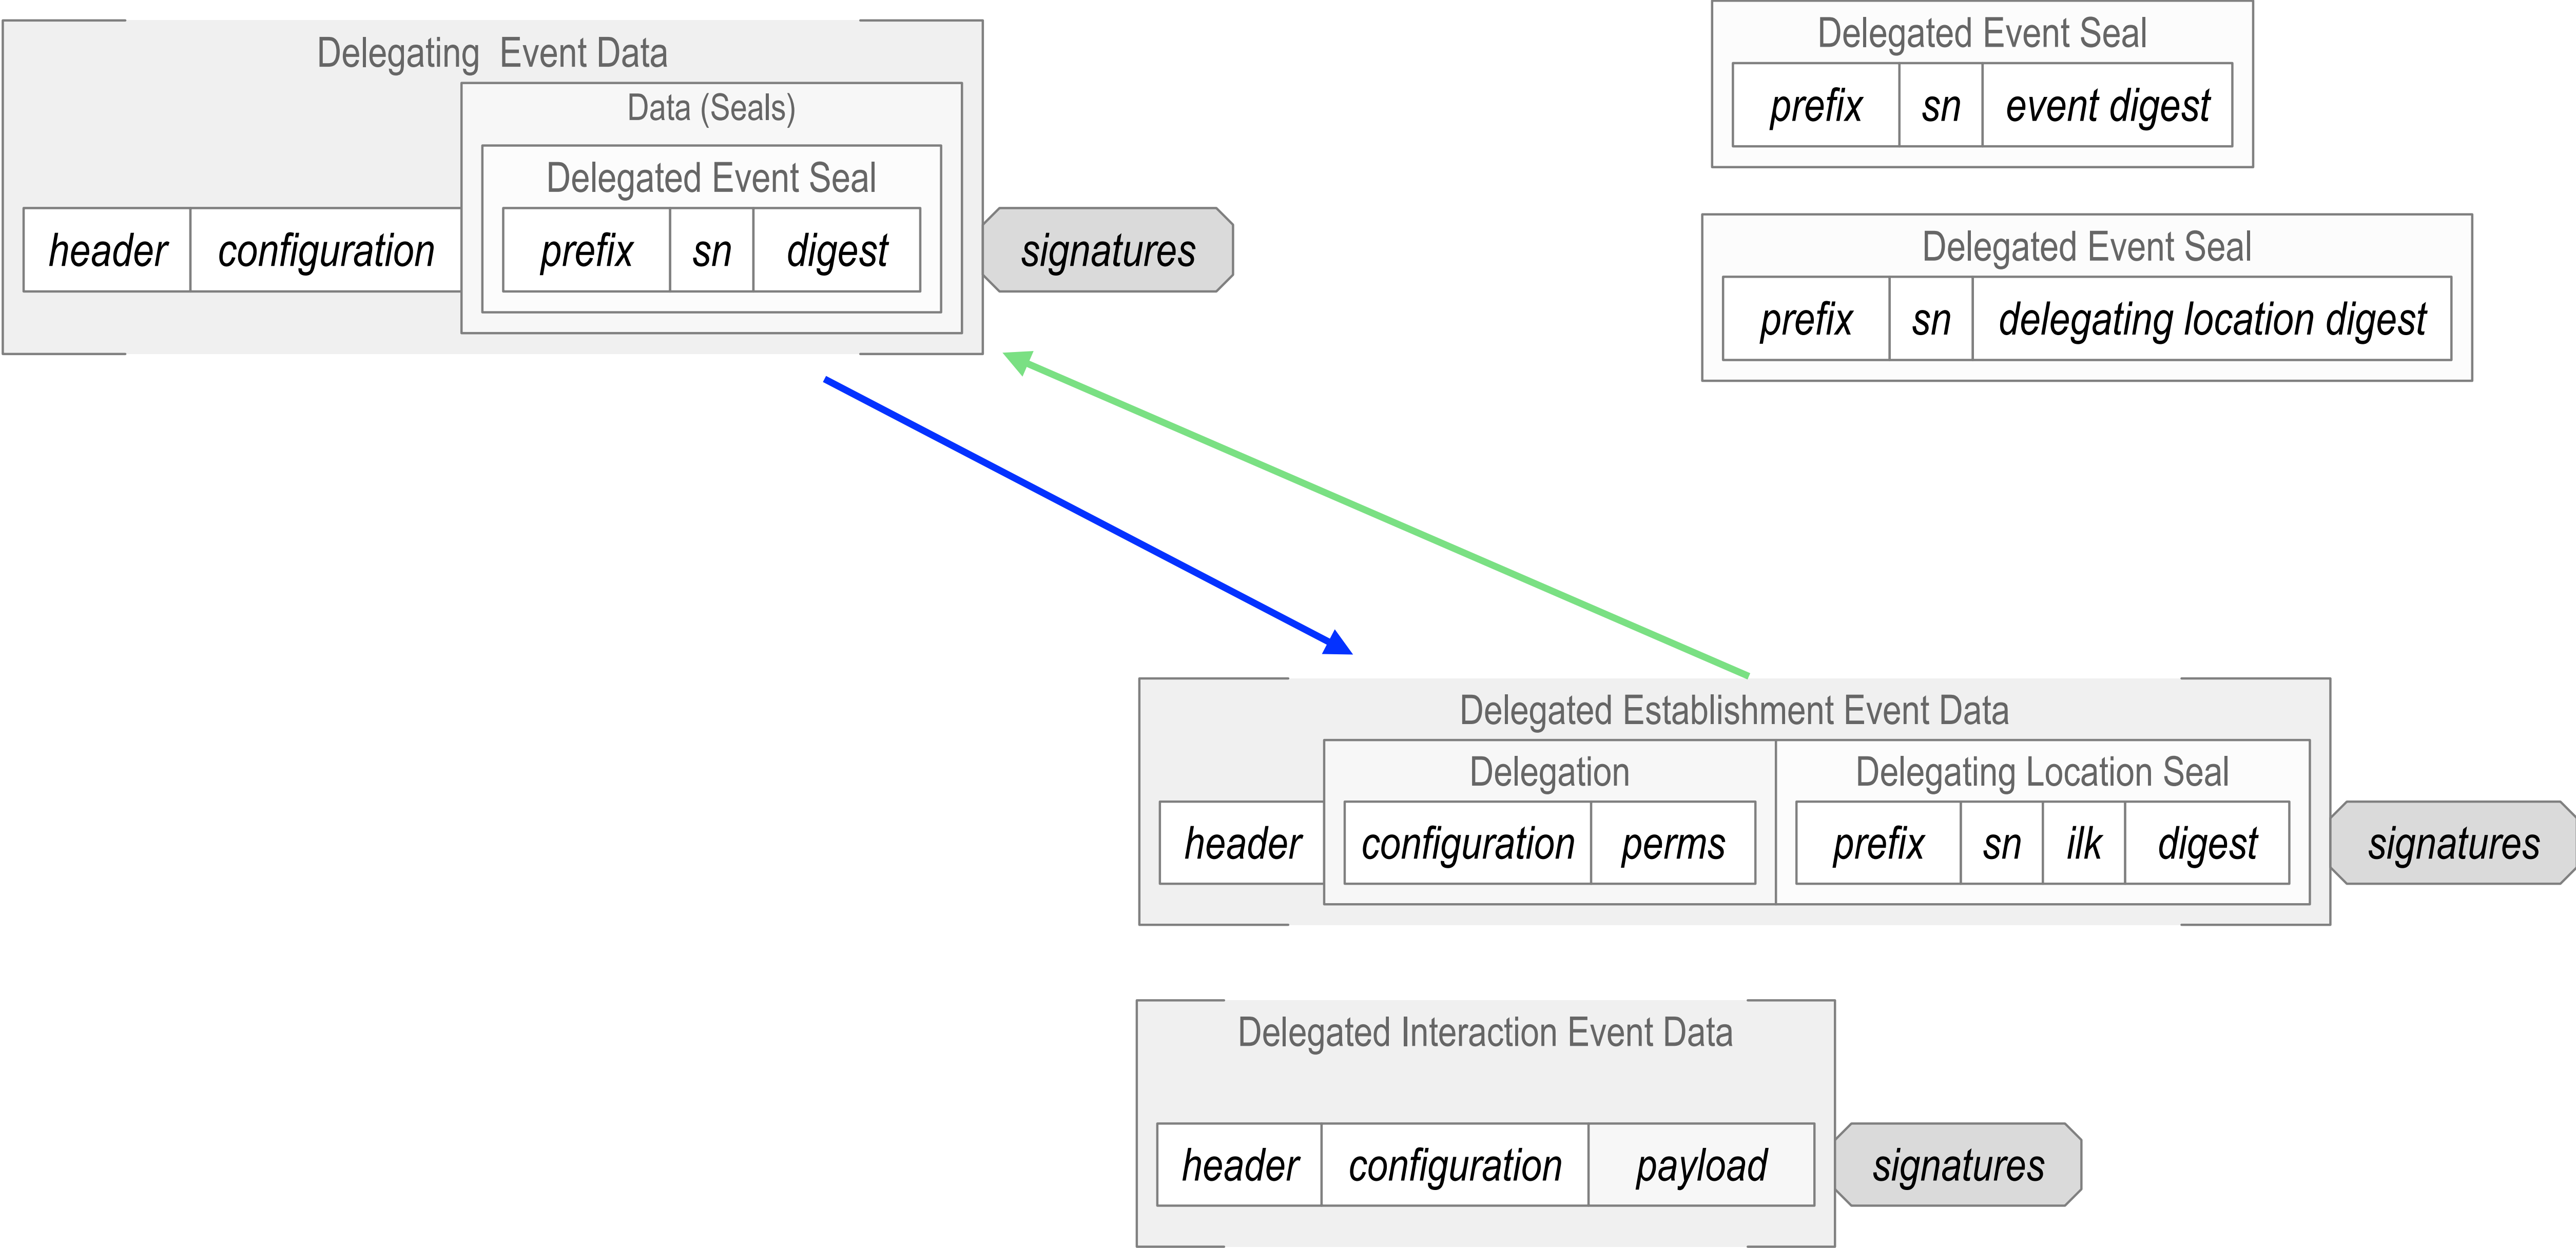 Delegating Event Data
Data (Seals)
Delegated Event Seal
header configuration prefix sn digest signatures
Delegated Event Seal
prefix sn event digest
Delegated Event Seal
prefix sn delegating location digest
Delegated Establishment Event Data
Delegation Delegating Location Seal
header configuration perms prefix sn ilk digest signatures
Delegated Interaction Event Data
header configuration payload signatures